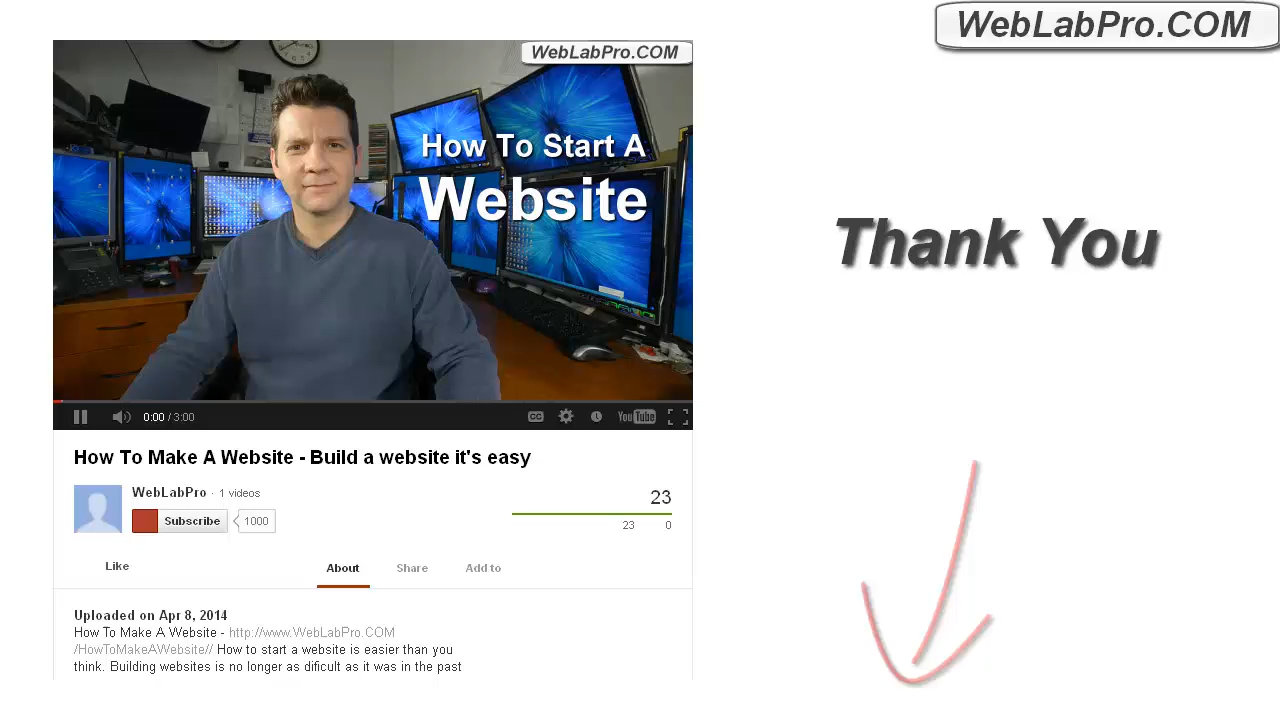 WebLabPro.COM
WebLabPro.COM
How To Start A
Website
Thank You
0:00 / 3:00
CC
YouTube
How To Make A Website - Build a website it's easy
WebLabPro · 1 videos
23
Subscribe
1000
23 0
Like
About
Share
Add to
Uploaded on Apr 8, 2014
How To Make A Website - http://www.WebLabPro.COM
/HowToMakeAWebsite// How to start a website is easier than you
think. Building websites is no longer as dificult as it was in the past